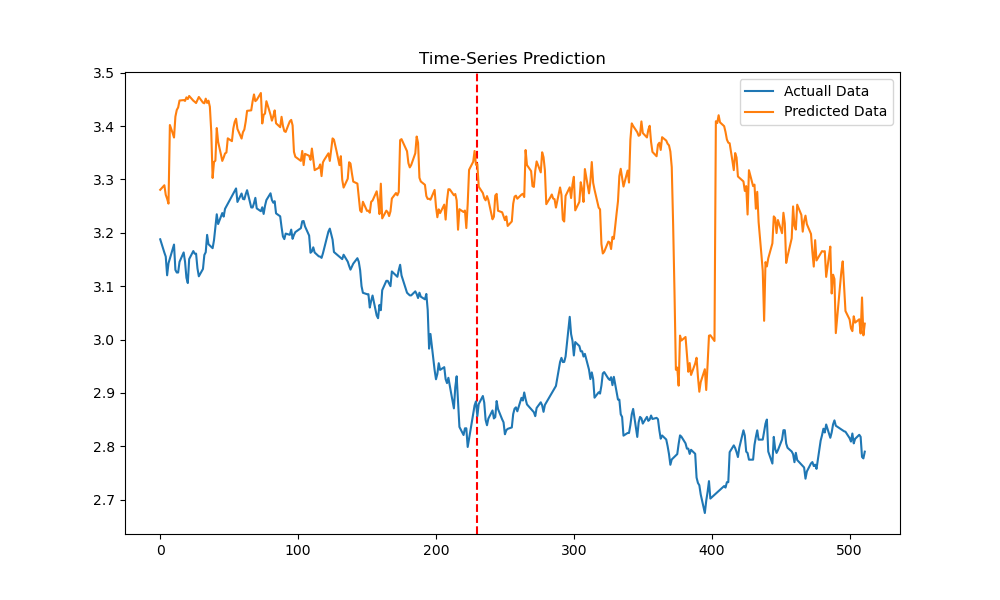 Time-Series Prediction
Actuall Data
Predicted Data
3.5
3.4
3.3
3.2
3.1
3.0
2.9
2.8
2.7
0 100 200 300 400 500